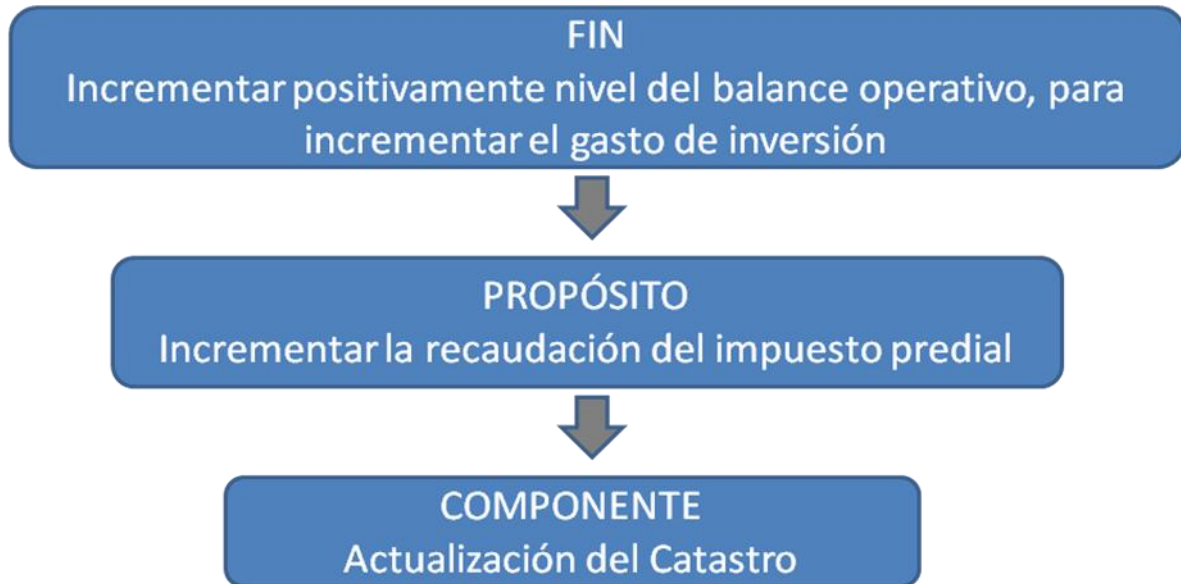 FIN
Incrementar positivamente nivel del balance operativo, para
incrementar el gasto de inversión
PROPÓSITO
Incrementar la recaudación del impuesto predial
COMPONENTE
Actualización del Catastro